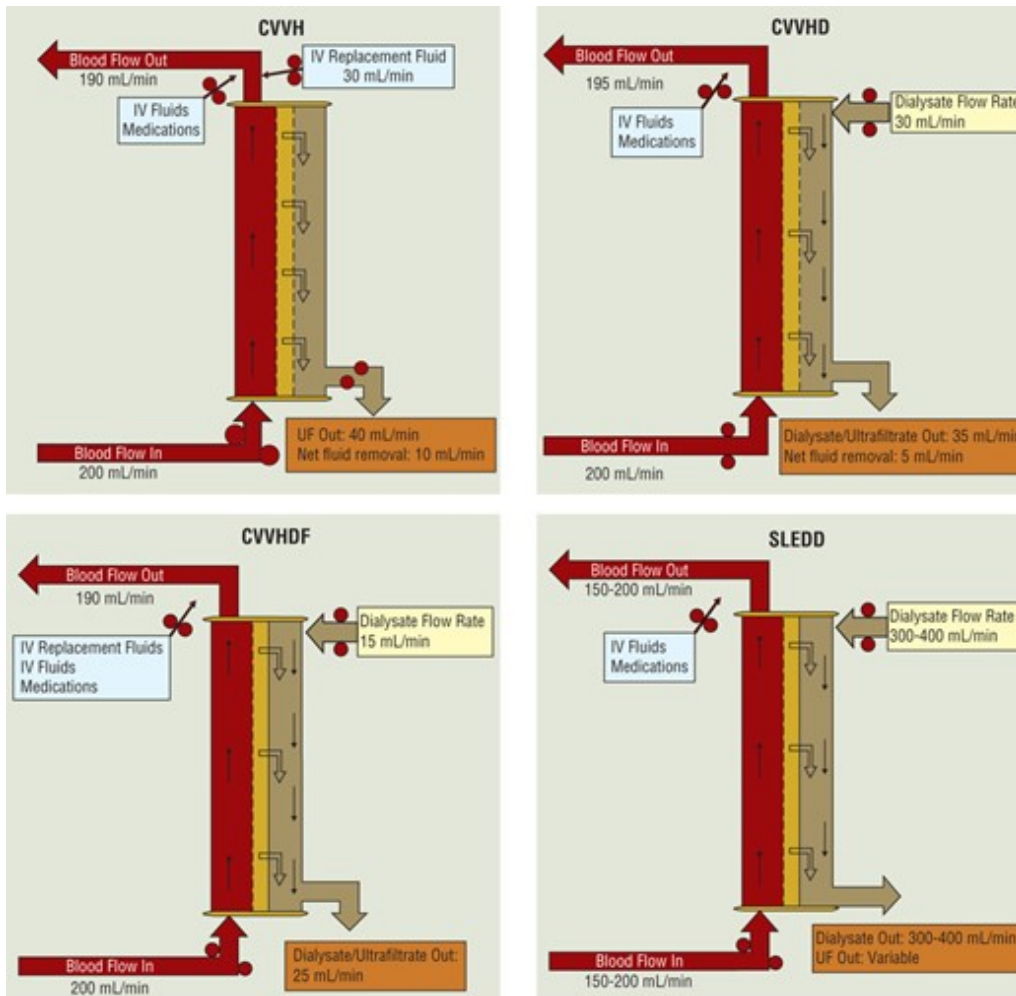 CVVH
Blood Flow Out
190 mL/min
IV Replacement Fluid
30 mL/min
IV Fluids
Medications
UF Out: 40 mL/min
Net fluid removal: 10 mL/min
Blood Flow In
200 mL/min
CVVHD
Blood Flow Out
195 mL/min
Dialysate Flow Rate
30 mL/min
IV Fluids
Medications
Dialysate/Ultrafiltrate Out: 35 mL/min
Net fluid removal: 5 mL/min
Blood Flow In
200 mL/min
CVVHDF
Blood Flow Out
190 mL/min
Dialysate Flow Rate
15 mL/min
IV Replacement Fluids
IV Fluids
Medications
Dialysate/Ultrafiltrate Out:
25 mL/min
Blood Flow In
200 mL/min
SLEDD
Blood Flow Out
150-200 mL/min
Dialysate Flow Rate
300-400 mL/min
IV Fluids
Medications
Dialysate Out: 300-400 mL/min
UF Out: Variable
Blood Flow In
150-200 mL/min